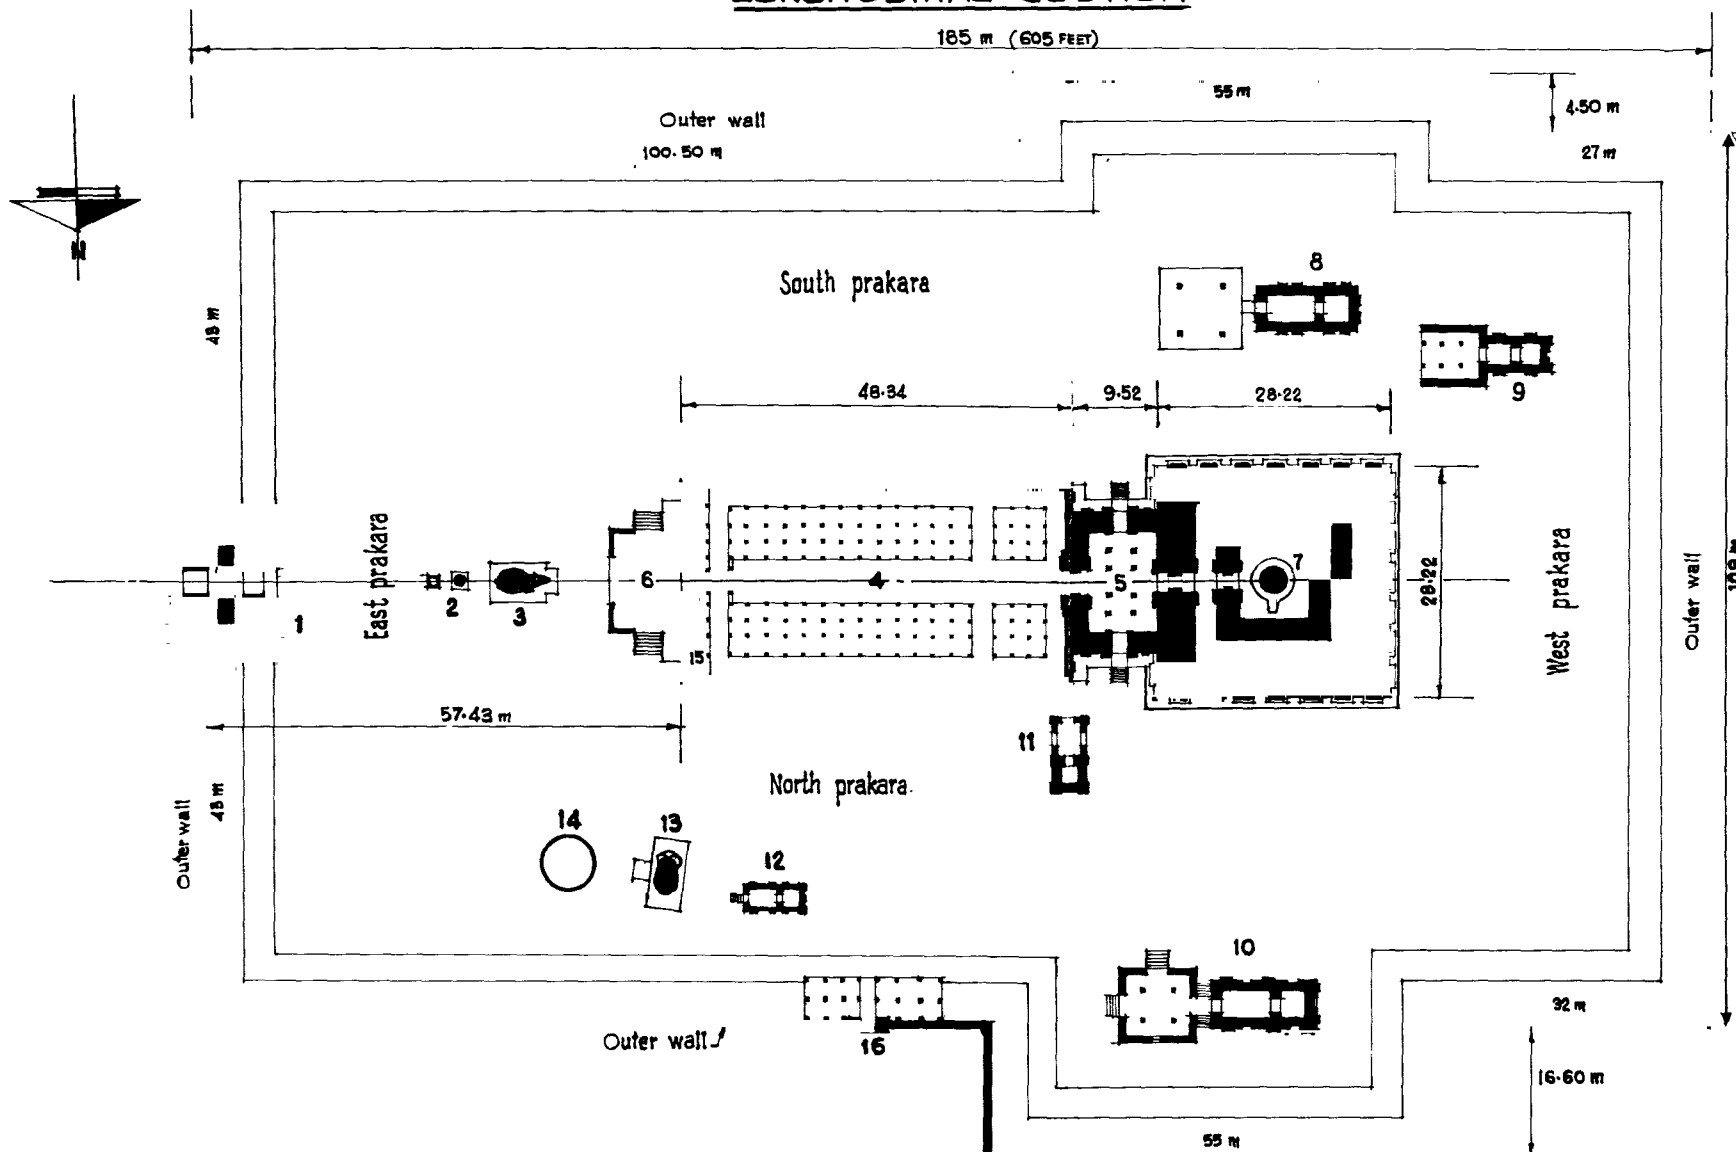 185 m (605 FEET)
55 m
4.50 m
Outer wall
100.50 m
27 m
N
South prakara
8
48 m
9
48.34
9.52
28.22
East prakara
West prakara
Outer wall
28.22
1
2
3
6
4
5
7
15
57.43 m
11
North prakara.
48 m
Outer wall
14
13
12
10
32 m
Outer wall
16
16.60 m
55 m